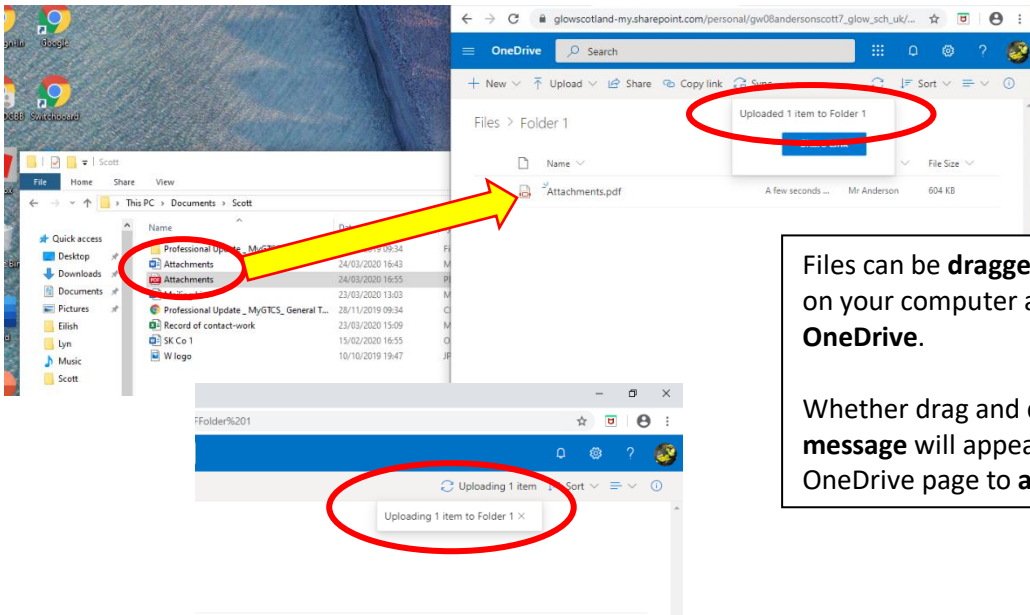 Google
Switchboard
glowscotland-my.sharepoint.com/personal/gw08andersonscott7_glow_sch_uk/...
OneDrive
Search
?
New
Upload
Share
Copy link
Sync
Sort
Uploaded 1 item to Folder 1
Files > Folder 1
Name
File Size
Attachments.pdf
A few seconds ...
Mr Anderson
604 KB
Scott
File
Home
Share
View
This PC > Documents > Scott
Name
Quick access
Desktop
Downloads
Documents
Pictures
Eilish
Lyn
Music
Scott
Professional Update _ MyGTCS
09:34
Attachments
24/03/2020 16:43
Attachments
24/03/2020 16:55
23/03/2020 13:03
Professional Update _ MyGTCS_ General T...
28/11/2019 09:34
Record of contact-work
23/03/2020 15:09
SK Co 1
15/02/2020 16:55
W logo
10/10/2019 19:47
Files can be dragge
on your computer a
OneDrive.
Whether drag and
message will appea
OneDrive page to a
FFolder%201
?
Uploading 1 item
Sort
Uploading 1 item to Folder 1 ×